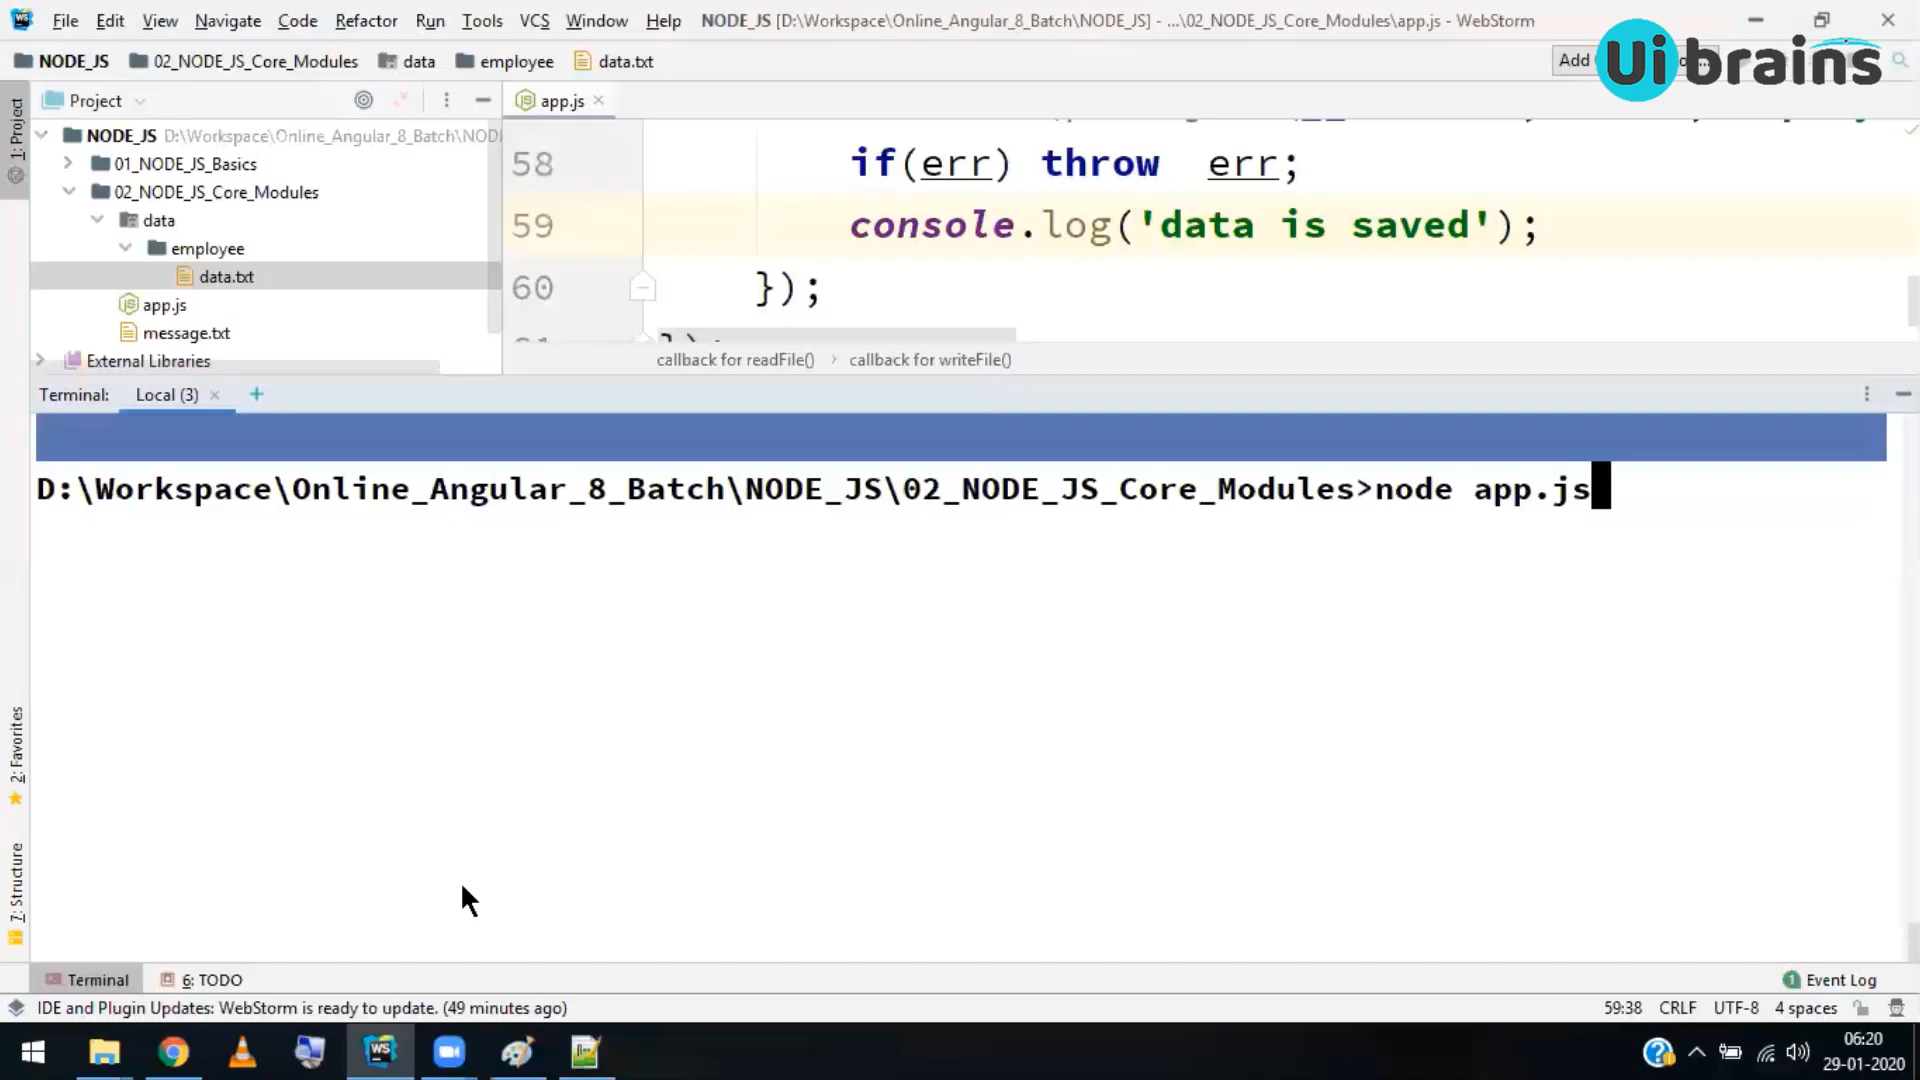 File Edit View Navigate Code Refactor Run Tools VCS Window Help NODE_JS [D:\Workspace\Online_Angular_8_Batch\NODE_JS] - ...\02_NODE_JS_Core_Modules\app.js - WebStorm
NODE_JS 02_NODE_JS_Core_Modules data employee data.txt Add
Ui brains
1: Project
Project
app.js
NODE_JS D:\Workspace\Online_Angular_8_Batch\NOD
01_NODE_JS_Basics
02_NODE_JS_Core_Modules
data
employee
data.txt
app.js
message.txt
External Libraries
58 if(err) throw err;
59 console.log('data is saved');
60 });
callback for readFile() › callback for writeFile()
Terminal: Local (3) × +
D:\Workspace\Online_Angular_8_Batch\NODE_JS\02_NODE_JS_Core_Modules>node app.js
2: Favorites
7: Structure
Terminal 6: TODO 1 Event Log
IDE and Plugin Updates: WebStorm is ready to update. (49 minutes ago) 59:38 CRLF UTF-8 4 spaces
WS
06:20
29-01-2020